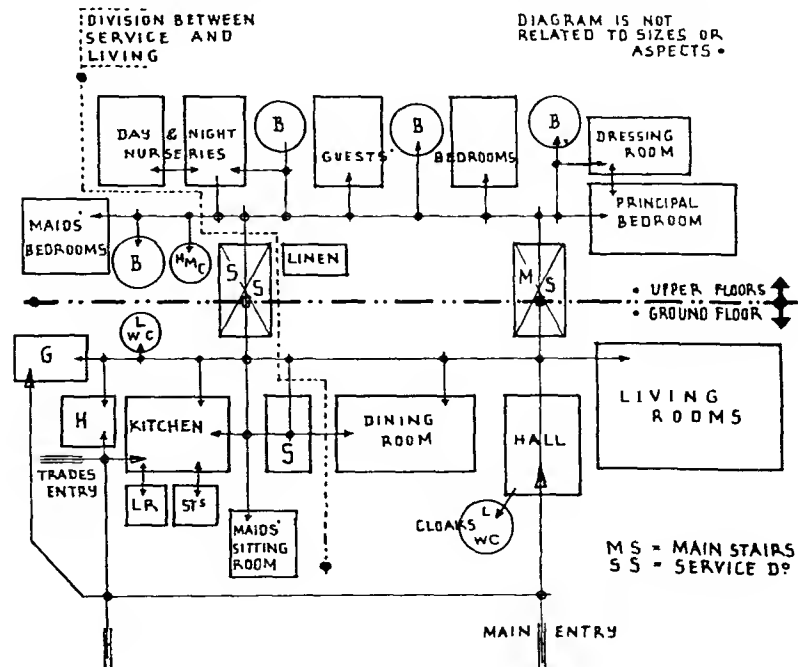 DIVISION BETWEEN
SERVICE AND
LIVING
DIAGRAM IS NOT
RELATED TO SIZES OR
ASPECTS.
DAY & NIGHT
NURSERIES
B
GUESTS'
B
BEDROOMS
B
DRESSING
ROOM
PRINCIPAL
BEDROOM
MAIDS'
BEDROOMS
B
HMC
S
S
LINEN
M
S
• UPPER FLOORS
• GROUND FLOOR
G
L
WC
H
KITCHEN
S
DINING
ROOM
HALL
LIVING
ROOMS
TRADES
ENTRY
LR
STS
MAIDS'
SITTING
ROOM
CLOAKS
L
WC
MS = MAIN STAIRS
SS = SERVICE Dº
MAIN ENTRY